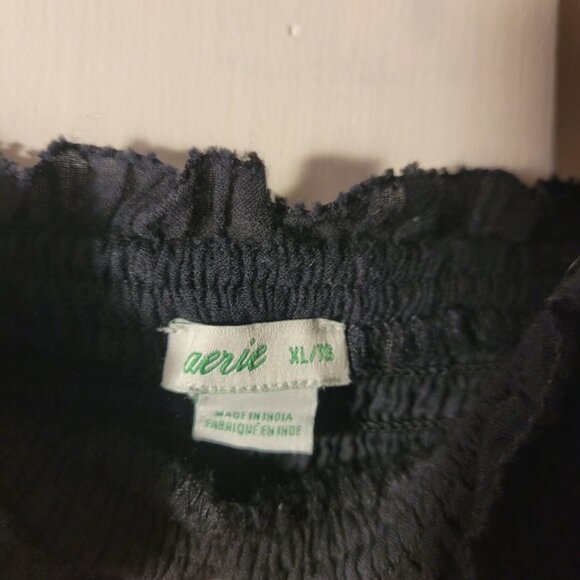 aerie XL/TG
MADE IN INDIA
FABRIQUÉ EN INDE